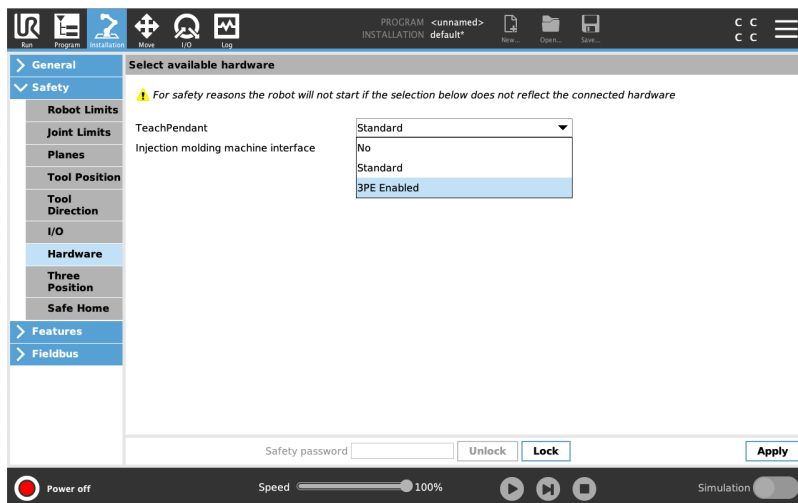 UR
PROGRAM <unnamed>
INSTALLATION default*
C C
C C
Run Program Installation Move I/O Log New... Open... Save...
General
Select available hardware
Safety
! For safety reasons the robot will not start if the selection below does not reflect the connected hardware
Robot Limits
Joint Limits
Planes
Tool Position
Tool
Direction
I/O
Hardware
Three
Position
Safe Home
Features
Fieldbus
TeachPendant Standard
Injection molding machine interface No
Standard
3PE Enabled
Safety password Unlock Lock Apply
Power off Speed 100% Simulation